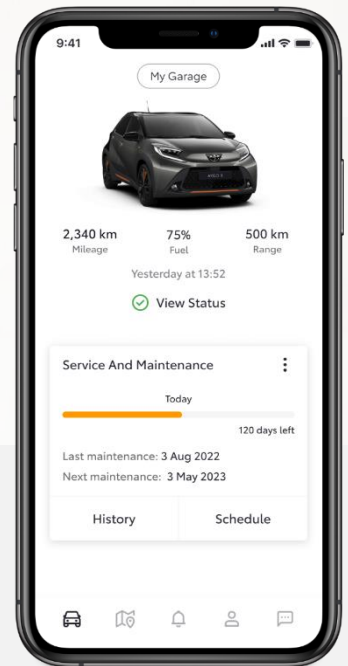 9:41
My Garage
2,340 km 75% 500 km
Mileage Fuel Range
Yesterday at 13:52
View Status
Service And Maintenance
Today
120 days left
Last maintenance: 3 Aug 2022
Next maintenance: 3 May 2023
History Schedule